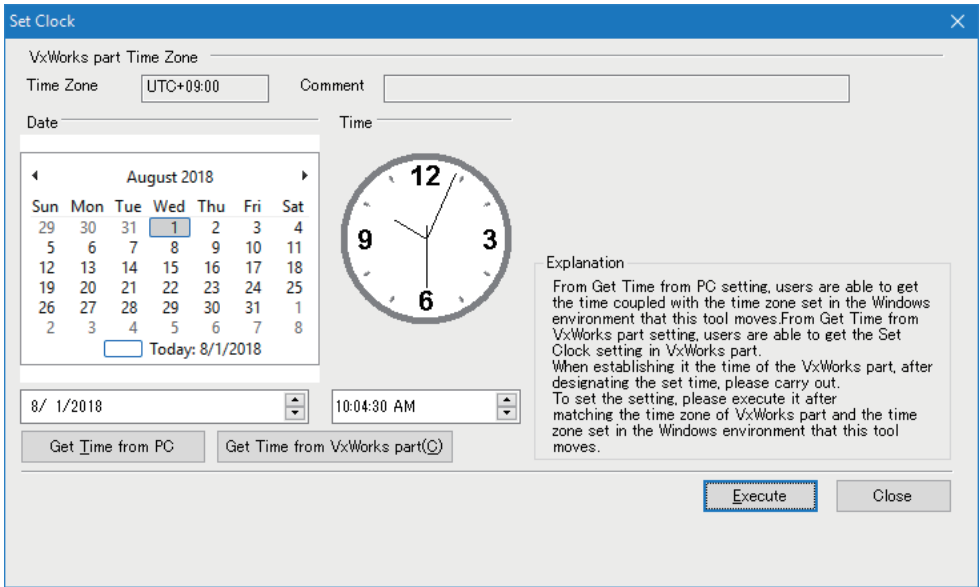 Set Clock
VxWorks part Time Zone
Time Zone UTC+09:00 Comment
Date Time
August 2018
Sun Mon Tue Wed Thu Fri Sat
29 30 31 1 2 3 4
5 6 7 8 9 10 11
12 13 14 15 16 17 18
19 20 21 22 23 24 25
26 27 28 29 30 31 1
2 3 4 5 6 7 8
Today: 8/1/2018
12
9 3
6
8/ 1/2018 10:04:30 AM
Get Time from PC Get Time from VxWorks part(C)
Explanation
From Get Time from PC setting, users are able to get
the time coupled with the time zone set in the Windows
environment that this tool moves.From Get Time from
VxWorks part setting, users are able to get the Set
Clock setting in VxWorks part.
When establishing it the time of the VxWorks part, after
designating the set time, please carry out.
To set the setting, please execute it after
matching the time zone of VxWorks part and the time
zone set in the Windows environment that this tool
moves.
Execute Close